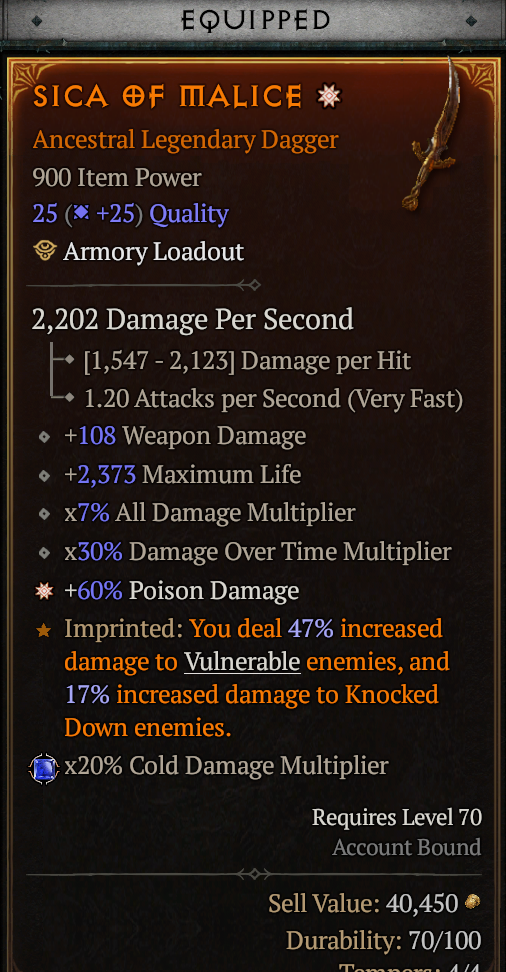 EQUIPPED
SICA OF MALICE
Ancestral Legendary Dagger
900 Item Power
25 (+25) Quality
Armory Loadout
2,202 Damage Per Second
[1,547 - 2,123] Damage per Hit
1.20 Attacks per Second (Very Fast)
+108 Weapon Damage
+2,373 Maximum Life
x7% All Damage Multiplier
x30% Damage Over Time Multiplier
+60% Poison Damage
Imprinted: You deal 47% increased
damage to Vulnerable enemies, and
17% increased damage to Knocked
Down enemies.
x20% Cold Damage Multiplier
Requires Level 70
Account Bound
Sell Value: 40,450
Durability: 70/100
Tempers: 4/4